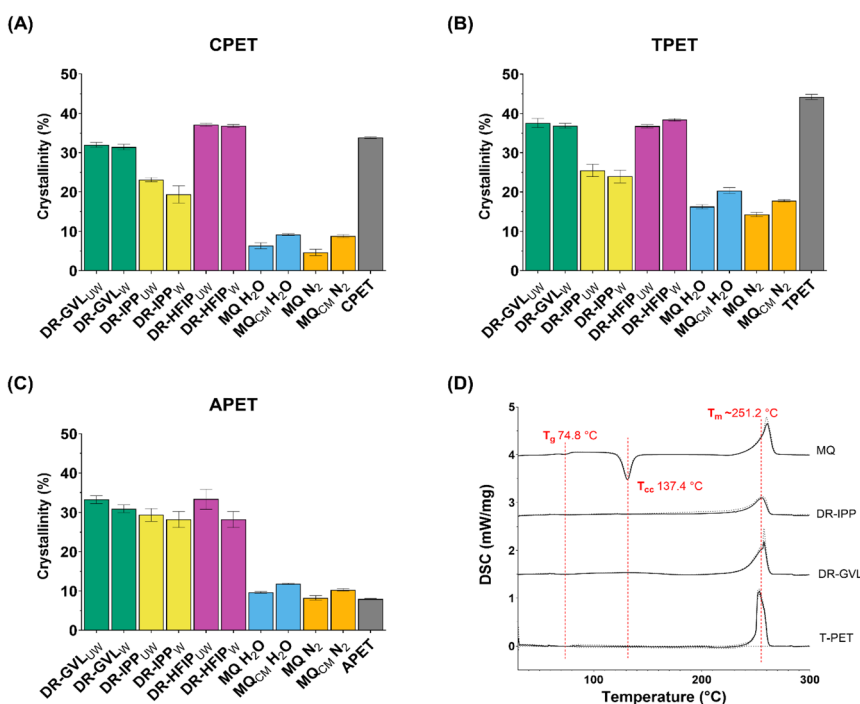 (A)
CPET
Crystallinity (%)
50
40
30
20
10
0
DR-GVLUW
DR-GVLW
DR-IPPUW
DR-IPPW
DR-HFIPUW
DR-HFIPW
MQ H2O
MQCM H2O
MQ N2
MQCM N2
CPET
(B)
TPET
Crystallinity (%)
50
40
30
20
10
0
DR-GVLUW
DR-GVLW
DR-IPPUW
DR-IPPW
DR-HFIPUW
DR-HFIPW
MQ H2O
MQCM H2O
MQ N2
MQCM N2
TPET
(C)
APET
Crystallinity (%)
50
40
30
20
10
0
DR-GVLUW
DR-GVLW
DR-IPPUW
DR-IPPW
DR-HFIPUW
DR-HFIPW
MQ H2O
MQCM H2O
MQ N2
MQCM N2
APET
(D)
DSC (mW/mg)
5
4
3
2
1
0
Tg 74.8 °C
Tm ~251.2 °C
Tcc 137.4 °C
MQ
DR-IPP
DR-GVL
T-PET
100
200
300
Temperature (°C)